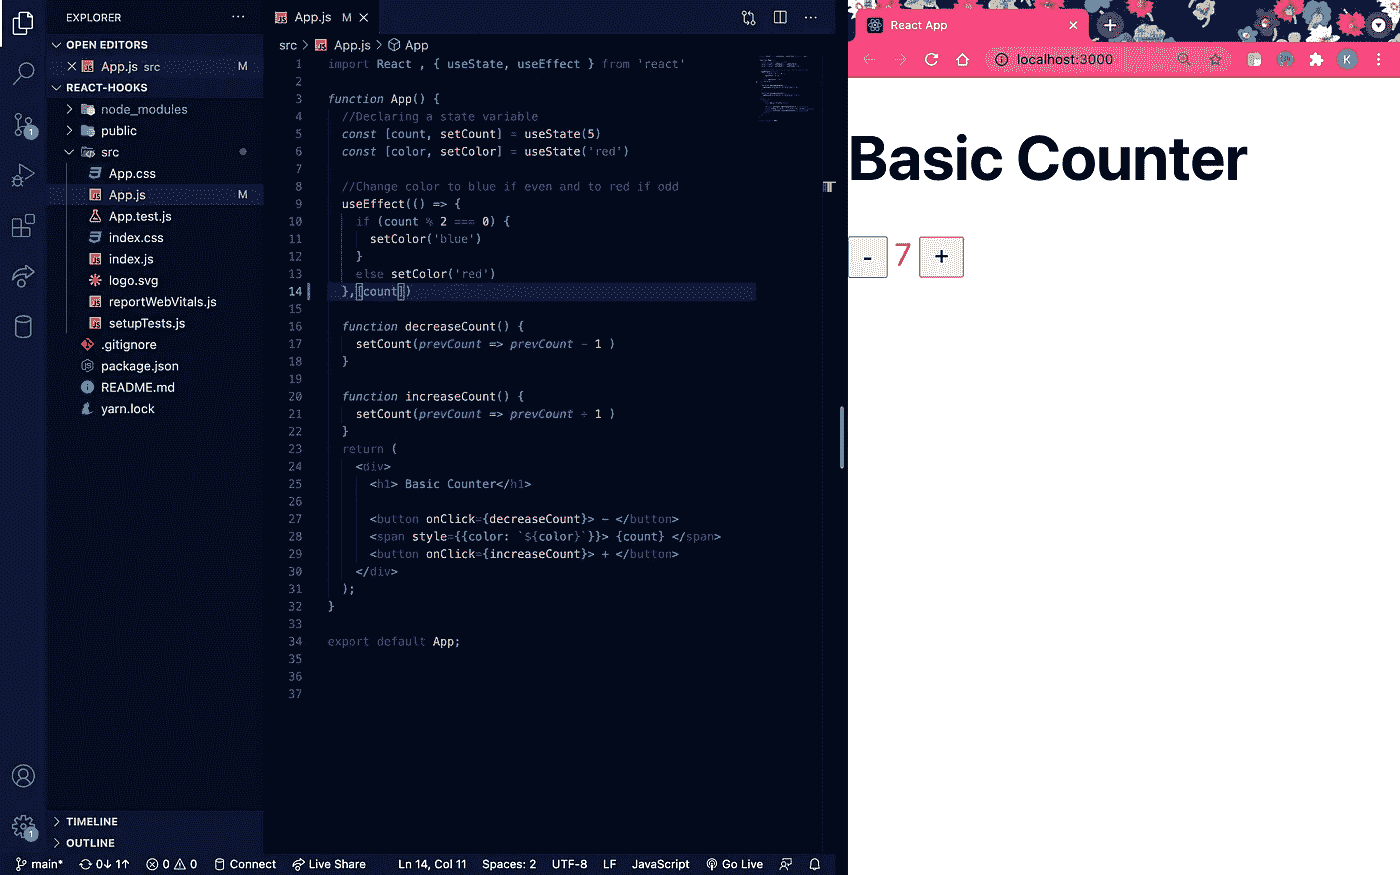 EXPLORER
OPEN EDITORS
App.js src M
REACT-HOOKS
node_modules
public
src
App.css
App.js M
App.test.js
index.css
index.js
logo.svg
reportWebVitals.js
setupTests.js
.gitignore
package.json
README.md
yarn.lock
TIMELINE
OUTLINE
1
1
App.js M
src > App.js > App
1 import React , { useState, useEffect } from 'react'
2
3 function App() {
4 //Declaring a state variable
5 const [count, setCount] = useState(5)
6 const [color, setColor] = useState('red')
7
8 //Change color to blue if even and to red if odd
9 useEffect(() => {
10 if (count % 2 === 0) {
11 setColor('blue')
12 }
13 else setColor('red')
14 },[count])
15
16 function decreaseCount() {
17 setCount(prevCount => prevCount - 1 )
18 }
19
20 function increaseCount() {
21 setCount(prevCount => prevCount + 1 )
22 }
23 return (
24 <div>
25 <h1> Basic Counter</h1>
26
27 <button onClick={decreaseCount}> - </button>
28 <span style={{color: `${color}`}}> {count} </span>
29 <button onClick={increaseCount}> + </button>
30 </div>
31 );
32 }
33
34 export default App;
35
36
37
main* 0↓ 1↑ 0 0 Connect Live Share Ln 14, Col 11 Spaces: 2 UTF-8 LF JavaScript Go Live
React App
localhost:3000
K
Basic Counter
- 7 +